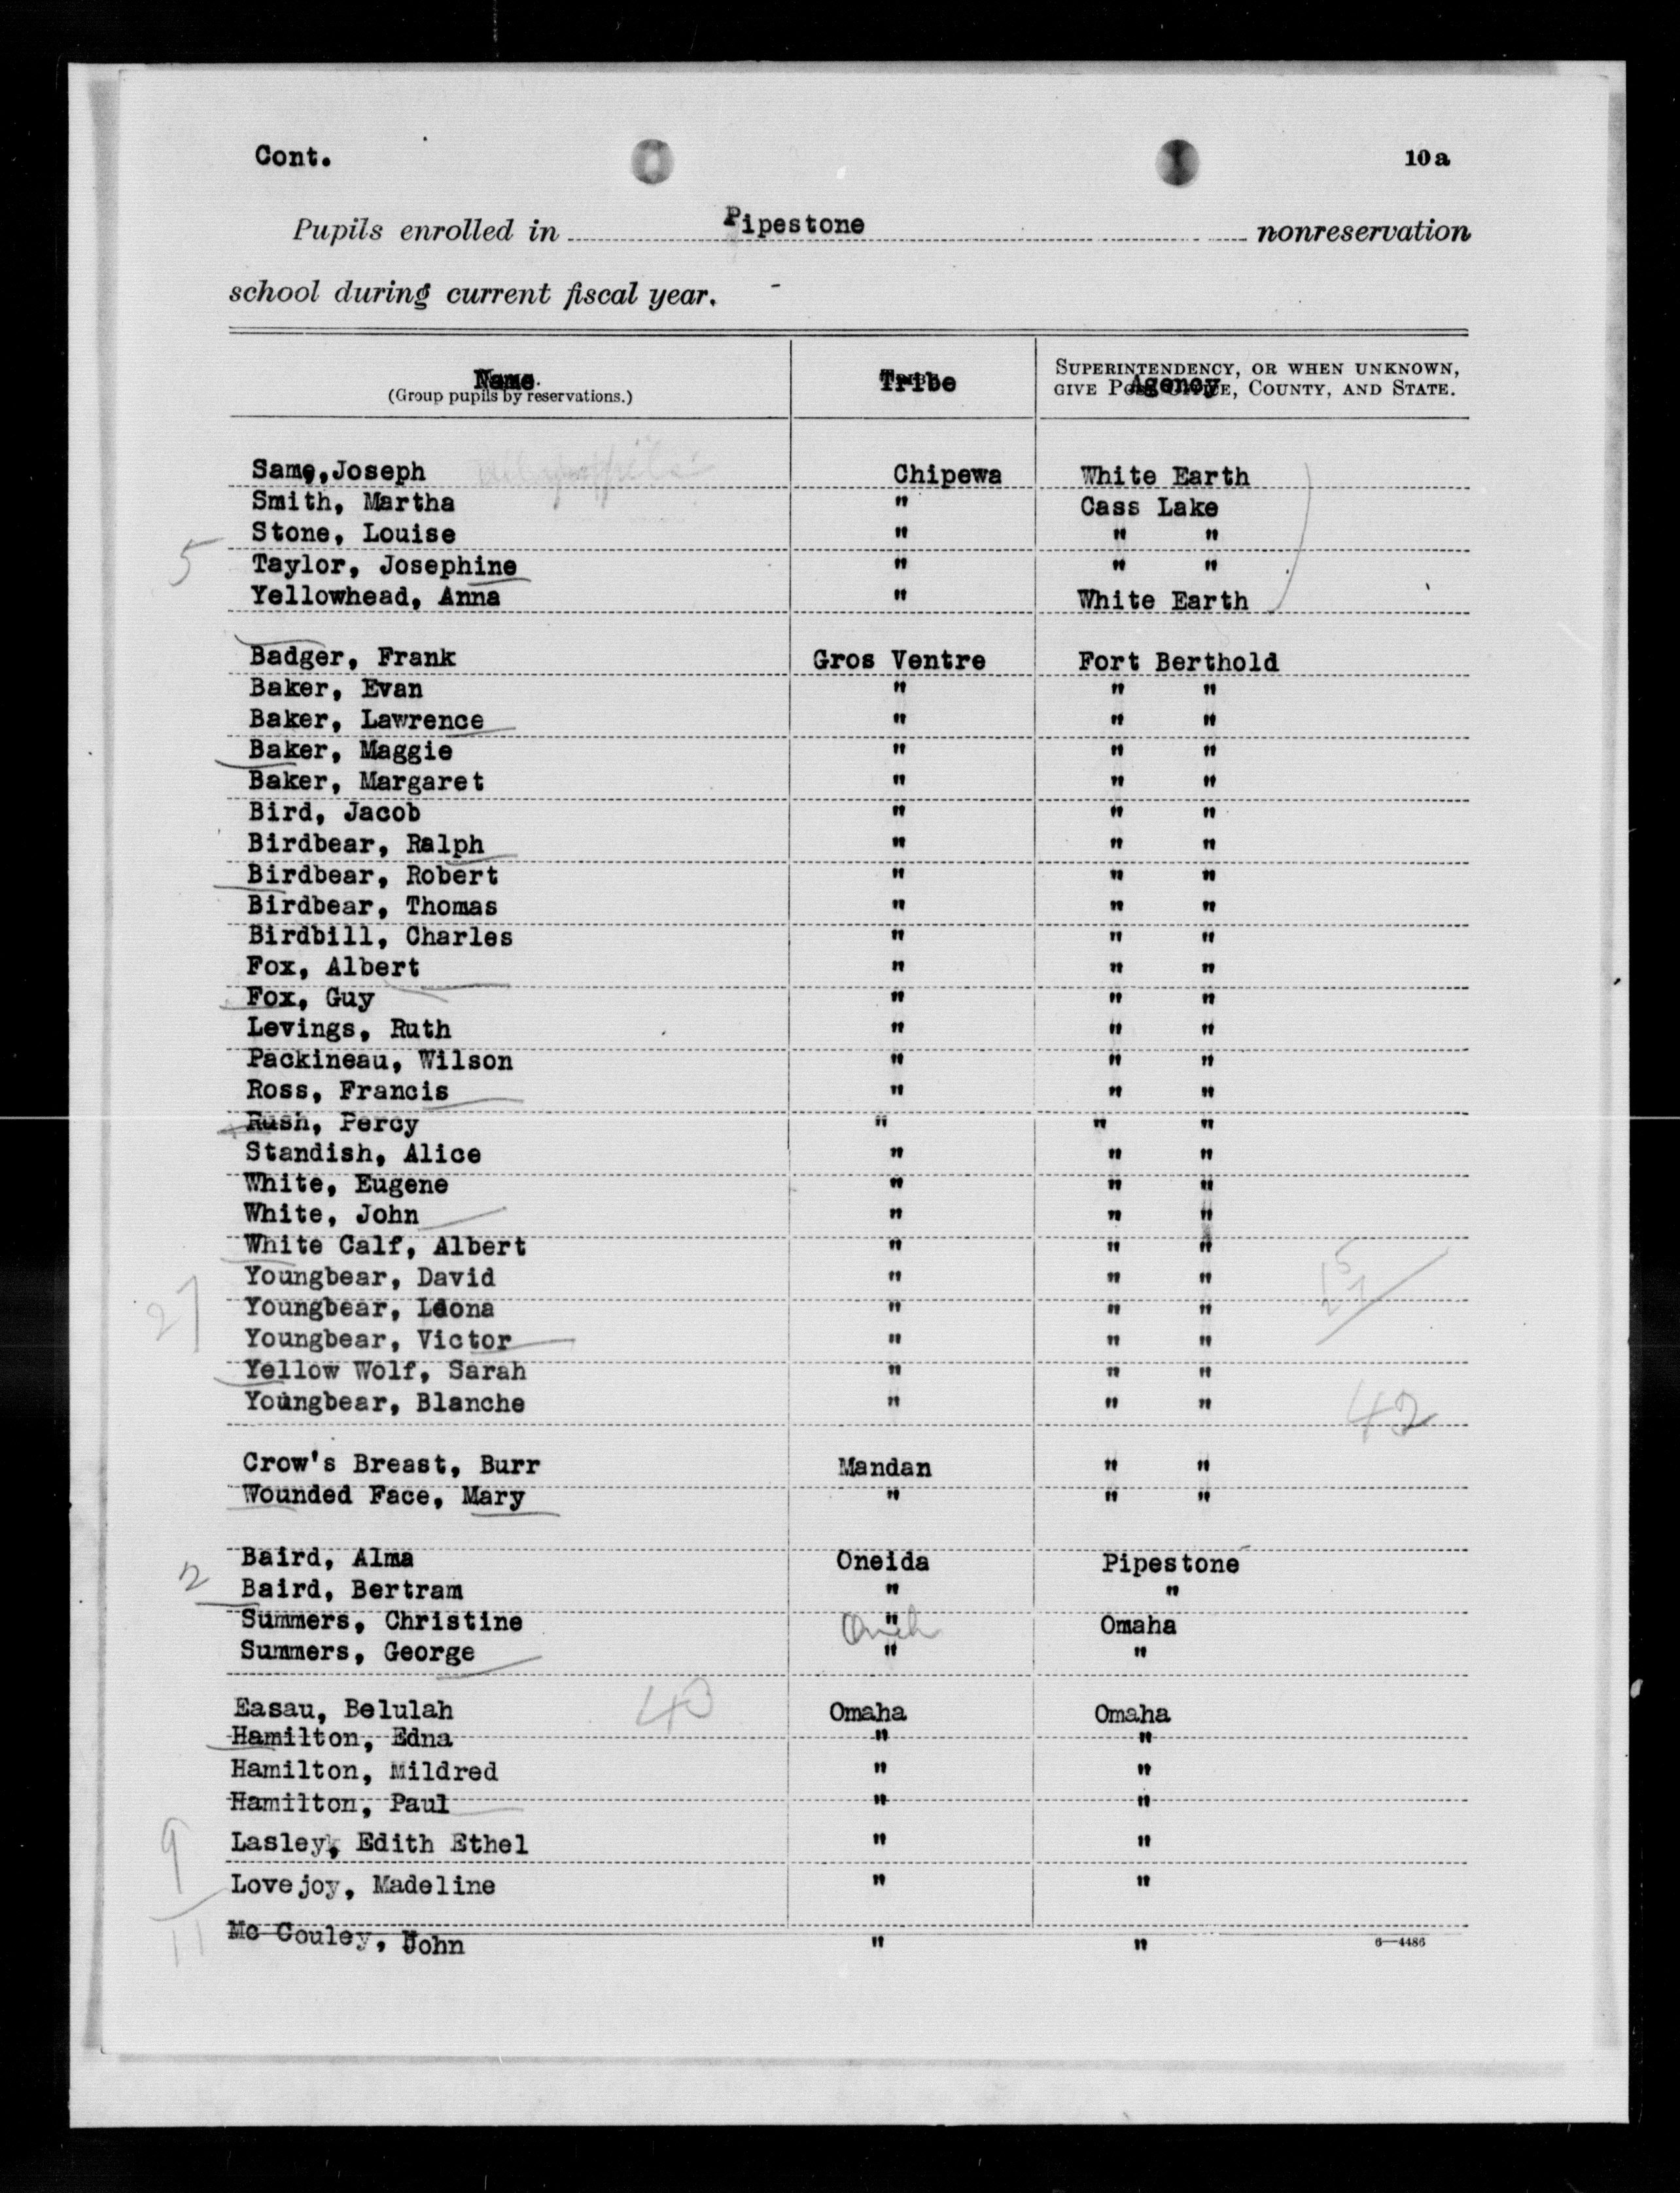 Cont.
10a
Pupils enrolled in Pipestone nonreservation
school during current fiscal year.
Name Tribe SUPERINTENDENCY, OR WHEN UNKNOWN,
(Group pupils by reservations.) GIVE POST OFFICE, COUNTY, AND STATE.
Agency
Same,Joseph Chipewa White Earth
Smith, Martha " Cass Lake
Stone, Louise " " "
5
Taylor, Josephine " " "
Yellowhead, Anna " White Earth
Badger, Frank Gros Ventre Fort Berthold
Baker, Evan " " "
Baker, Lawrence " " "
Baker, Maggie " " "
Baker, Margaret " " "
Bird, Jacob " " "
Birdbear, Ralph " " "
Birdbear, Robert " " "
Birdbear, Thomas " " "
Birdbill, Charles " " "
Fox, Albert " " "
Fox, Guy " " "
Levings, Ruth " " "
Packineau, Wilson " " "
Ross, Francis " " "
Rush, Percy " " "
Standish, Alice " " "
White, Eugene " " "
White, John " " "
White Calf, Albert " " "
Youngbear, David " " "
27 Youngbear, Leona " " "
Youngbear, Victor " " "
Yellow Wolf, Sarah " " "
Youngbear, Blanche " " " 42
Crow's Breast, Burr Mandan " "
Wounded Face, Mary " " "
Baird, Alma Oneida Pipestone
2 Baird, Bertram " "
Summers, Christine " Omaha
Summers, George " "
Easau, Belulah 43 Omaha Omaha
Hamilton, Edna " "
Hamilton, Mildred " "
Hamilton, Paul " "
9 Lasley, Edith Ethel " "
Lovejoy, Madeline " "
11 Mc Couley, John " " 6—4486